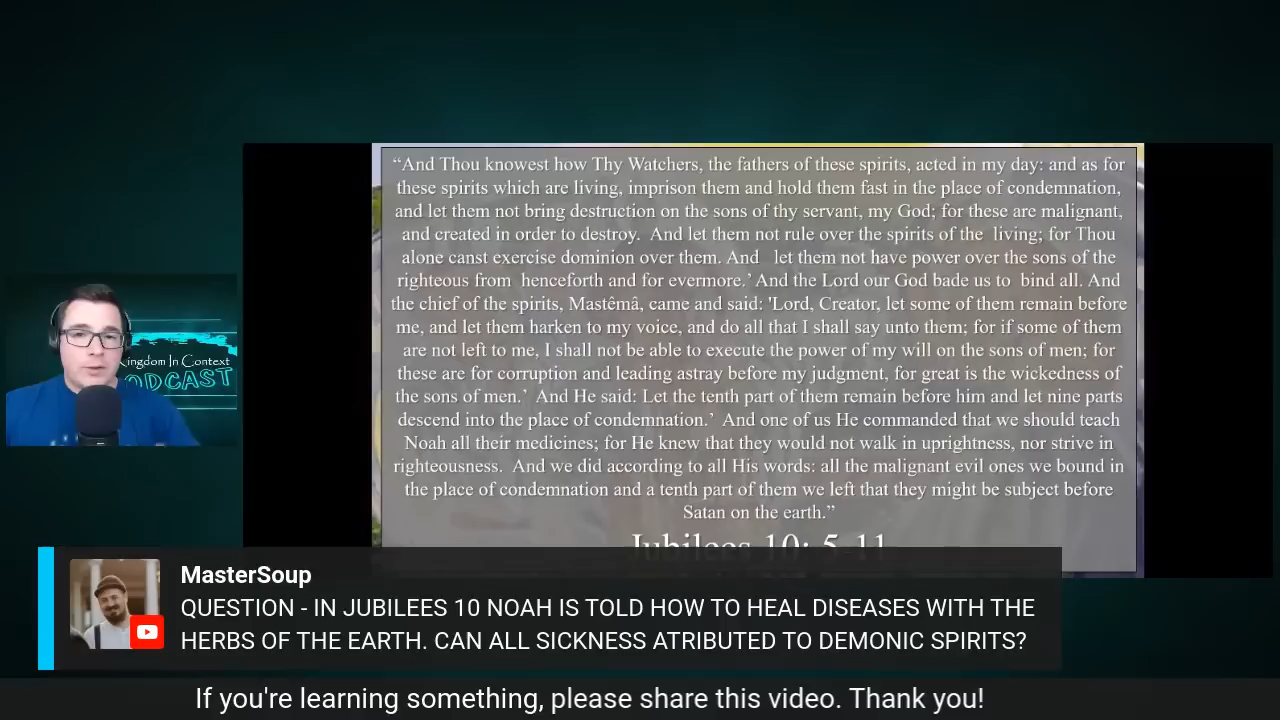 “And Thou knowest how Thy Watchers, the fathers of these spirits, acted in my day: and as for
these spirits which are living, imprison them and hold them fast in the place of condemnation,
and let them not bring destruction on the sons of thy servant, my God; for these are malignant,
and created in order to destroy. And let them not rule over the spirits of the living; for Thou
alone canst exercise dominion over them. And let them not have power over the sons of the
righteous from henceforth and for evermore.’ And the Lord our God bade us to bind all. And
the chief of the spirits, Mastêmâ, came and said: 'Lord, Creator, let some of them remain before
me, and let them harken to my voice, and do all that I shall say unto them; for if some of them
are not left to me, I shall not be able to execute the power of my will on the sons of men; for
these are for corruption and leading astray before my judgment, for great is the wickedness of
the sons of men.’ And He said: Let the tenth part of them remain before him and let nine parts
descend into the place of condemnation.’ And one of us He commanded that we should teach
Noah all their medicines; for He knew that they would not walk in uprightness, nor strive in
righteousness. And we did according to all His words: all the malignant evil ones we bound in
the place of condemnation and a tenth part of them we left that they might be subject before
Satan on the earth.”
Jubilees 10: 5-11
Kingdom In Context
PODCAST
MasterSoup
QUESTION - IN JUBILEES 10 NOAH IS TOLD HOW TO HEAL DISEASES WITH THE
HERBS OF THE EARTH. CAN ALL SICKNESS ATRIBUTED TO DEMONIC SPIRITS?
If you're learning something, please share this video. Thank you!